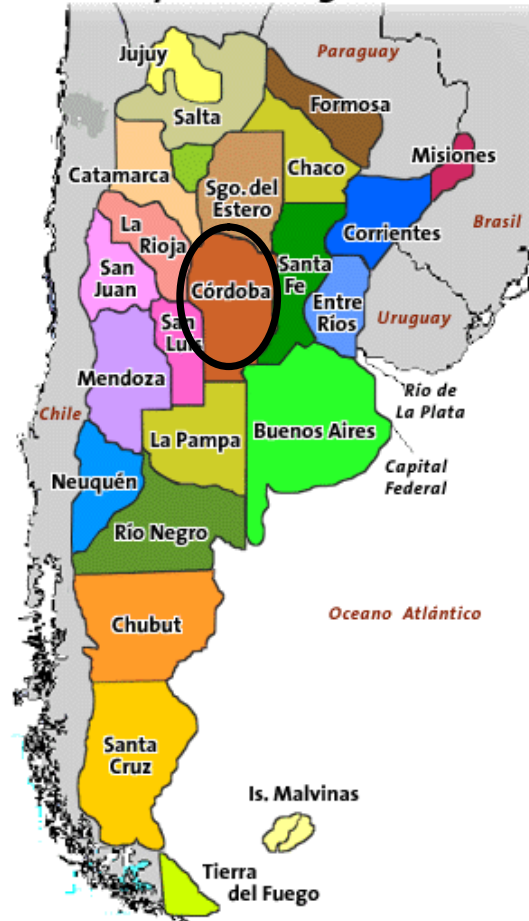 Jujuy
Paraguay
Formosa
Salta
Misiones
Chaco
Catamarca
Sgo. del
Estero
La
Rioja
Corrientes
Brasil
San
Juan
Santa
Fe
Córdoba
Entre
Ríos
San
Luis
Uruguay
Mendoza
Río de
La Plata
Chile
La Pampa
Buenos Aires
Capital
Federal
Neuquén
Río Negro
Chubut
Oceano Atlántico
Santa
Cruz
Is. Malvinas
Tierra
del Fuego